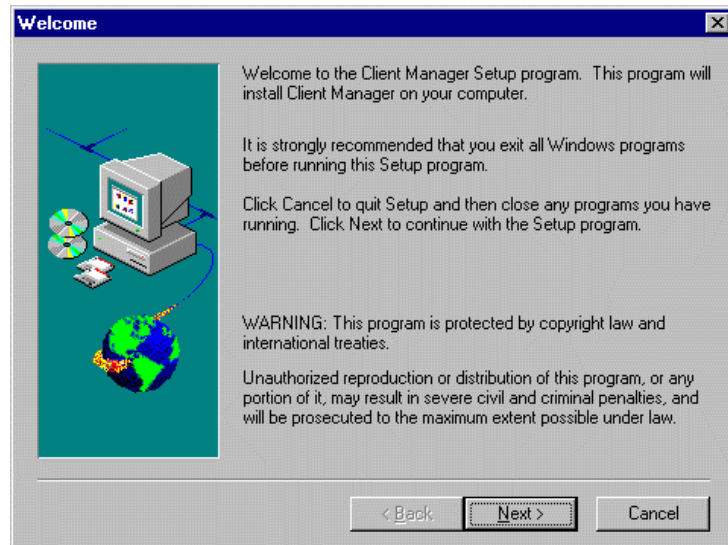 Welcome
Welcome to the Client Manager Setup program.  This program will
install Client Manager on your computer.
It is strongly recommended that you exit all Windows programs
before running this Setup program.
Click Cancel to quit Setup and then close any programs you have
running.  Click Next to continue with the Setup program.
WARNING: This program is protected by copyright law and
international treaties.
Unauthorized reproduction or distribution of this program, or any
portion of it, may result in severe civil and criminal penalties, and
will be prosecuted to the maximum extent possible under law.
< Back
Next >
Cancel